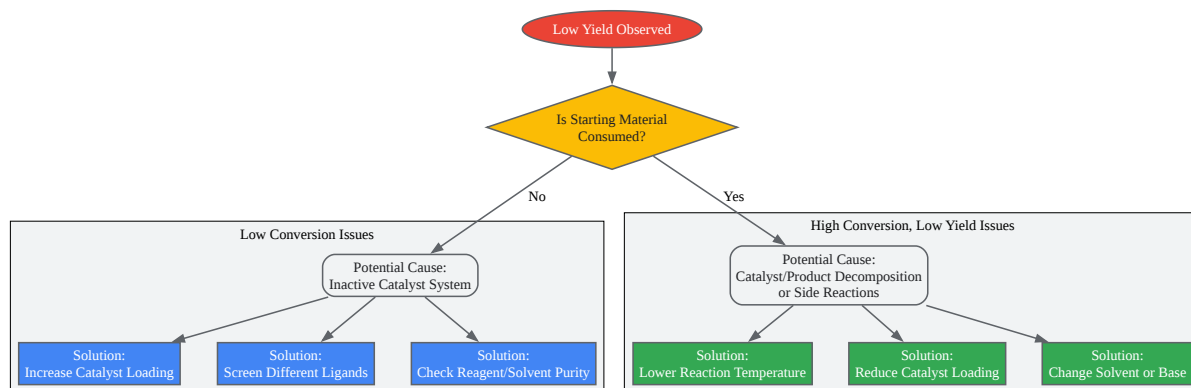 Low Yield Observed
Is Starting Material
Consumed?
No
Yes
Low Conversion Issues
High Conversion, Low Yield Issues
Potential Cause:
Inactive Catalyst System
Potential Cause:
Catalyst/Product Decomposition
or Side Reactions
Solution:
Increase Catalyst Loading
Solution:
Screen Different Ligands
Solution:
Check Reagent/Solvent Purity
Solution:
Lower Reaction Temperature
Solution:
Reduce Catalyst Loading
Solution:
Change Solvent or Base